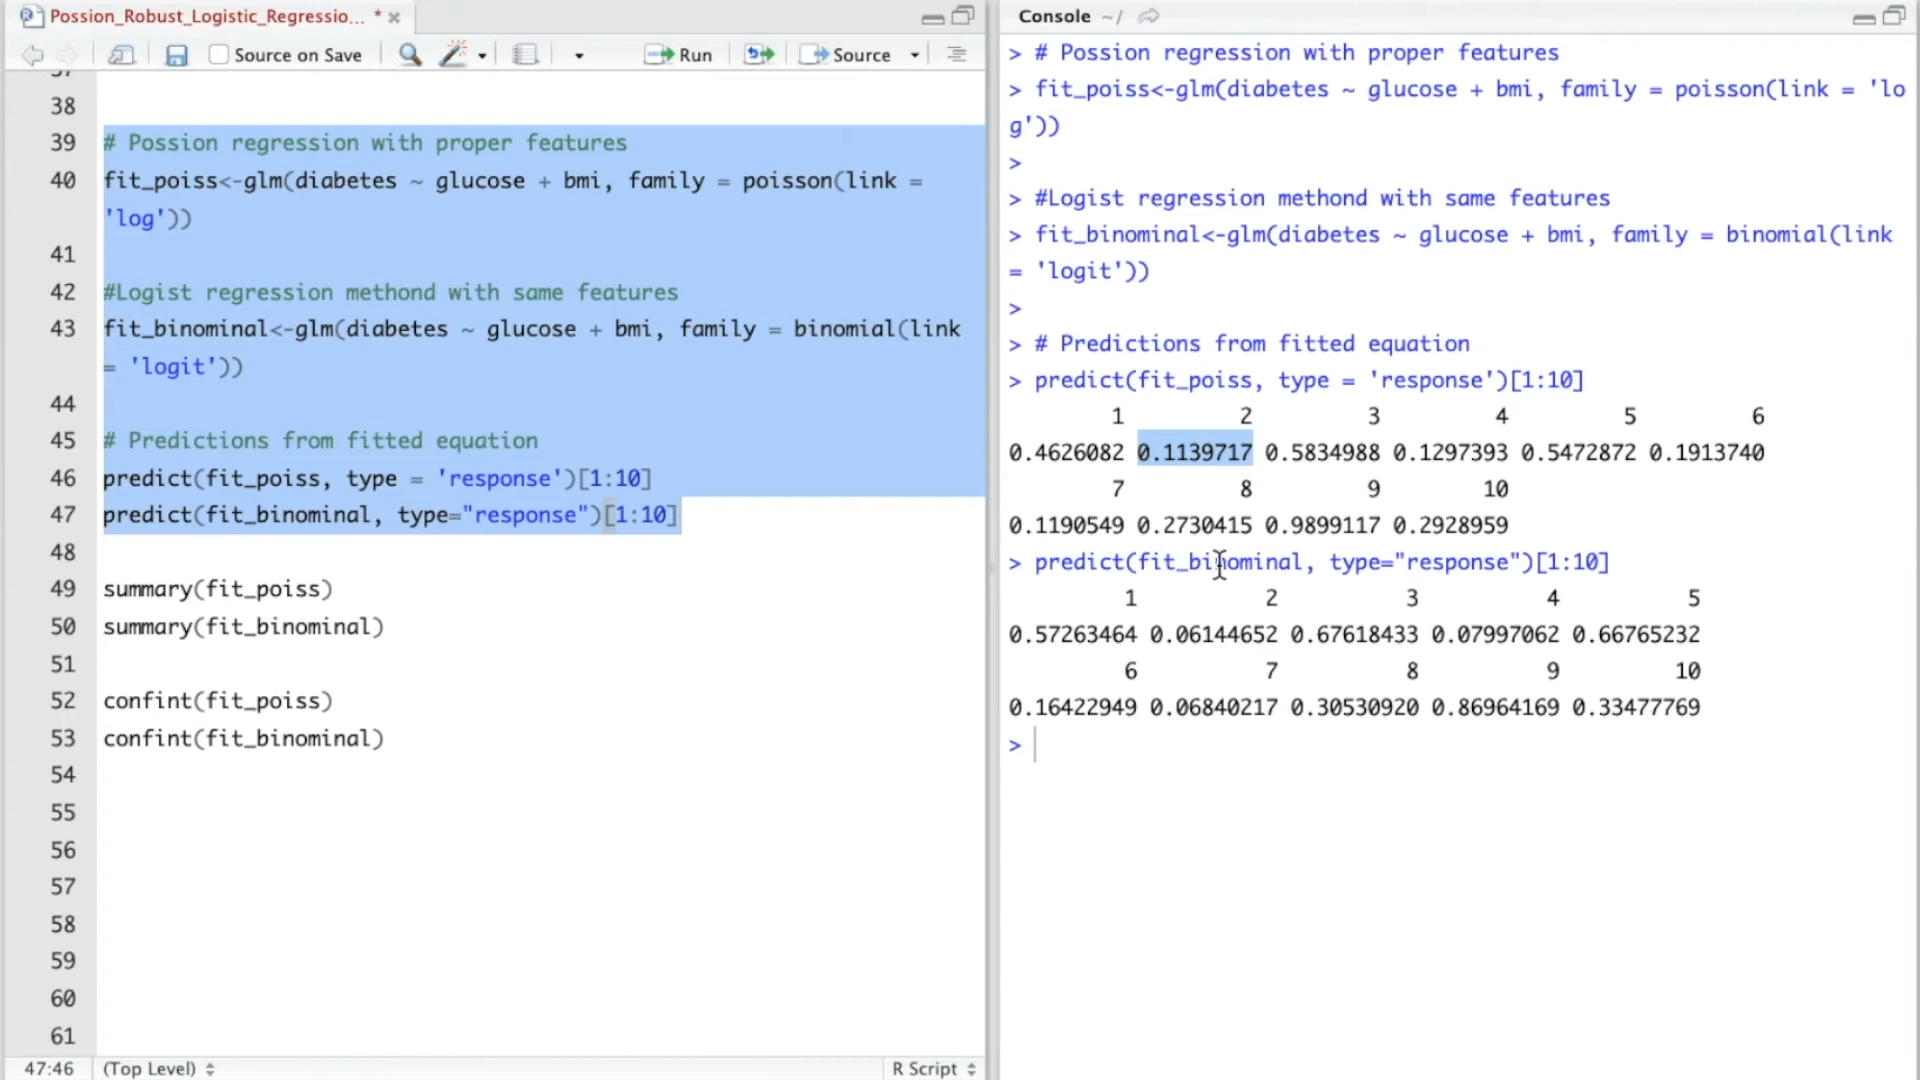 Possion_Robust_Logistic_Regressio... *
Source on Save
Run
Source
38
39 # Possion regression with proper features
40 fit_poiss<-glm(diabetes ~ glucose + bmi, family = poisson(link =
'log'))
41
42 #Logist regression methond with same features
43 fit_binominal<-glm(diabetes ~ glucose + bmi, family = binomial(link
= 'logit'))
44
45 # Predictions from fitted equation
46 predict(fit_poiss, type = 'response')[1:10]
47 predict(fit_binominal, type="response")[1:10]
48
49 summary(fit_poiss)
50 summary(fit_binominal)
51
52 confint(fit_poiss)
53 confint(fit_binominal)
54
55
56
57
58
59
60
61
47:46 (Top Level) R Script
Console ~/
> # Possion regression with proper features
> fit_poiss<-glm(diabetes ~ glucose + bmi, family = poisson(link = 'lo
g'))
>
> #Logist regression methond with same features
> fit_binominal<-glm(diabetes ~ glucose + bmi, family = binomial(link
= 'logit'))
>
> # Predictions from fitted equation
> predict(fit_poiss, type = 'response')[1:10]
1 2 3 4 5 6
0.4626082 0.1139717 0.5834988 0.1297393 0.5472872 0.1913740
7 8 9 10
0.1190549 0.2730415 0.9899117 0.2928959
> predict(fit_binominal, type="response")[1:10]
1 2 3 4 5
0.57263464 0.06144652 0.67618433 0.07997062 0.66765232
6 7 8 9 10
0.16422949 0.06840217 0.30530920 0.86964169 0.33477769
>